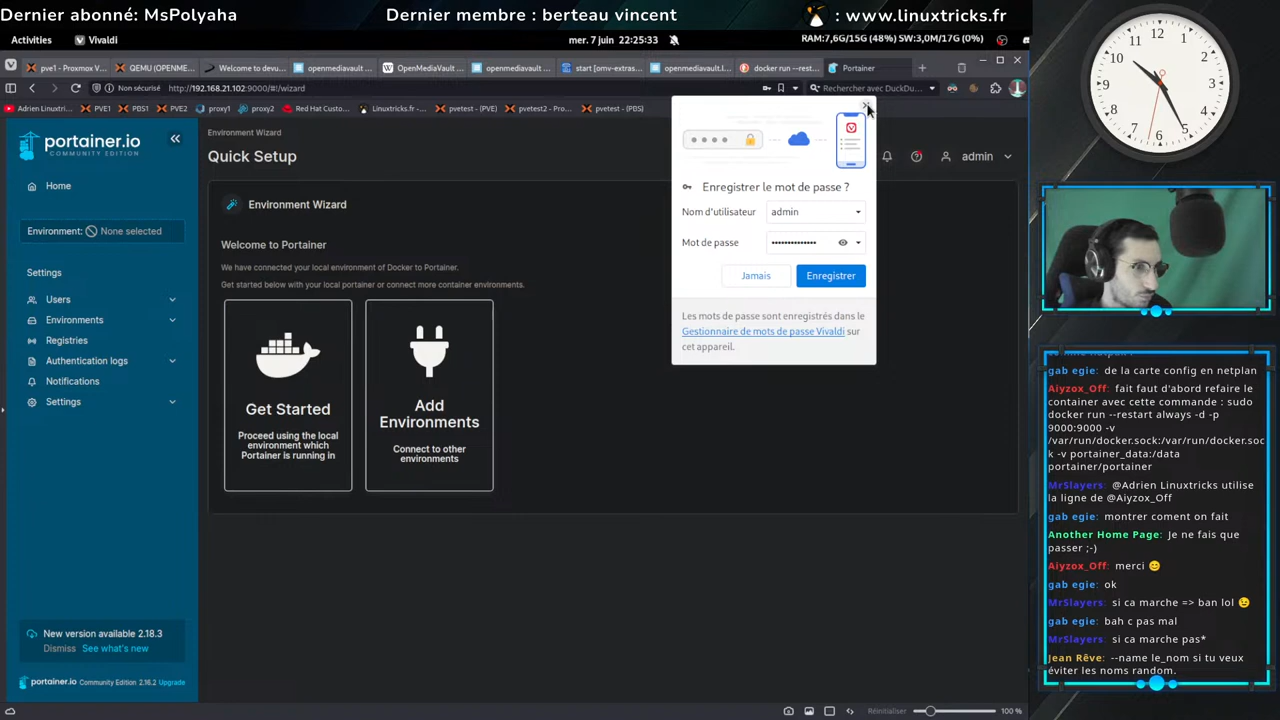 Dernier abonné: MsPolyaha
Dernier membre : berteau vincent
: www.linuxtricks.fr
Activities
Vivaldi
mer. 7 juin 22:25:33
RAM:7,6G/15G (48%) SW:3,0M/17G (0%)
pve1 - Proxmox V
QEMU (OPENME
Welcome to devu
openmediavault
OpenMediaVault
openmediavault
start [omv-extras
openmediavault.l
docker run --rest
Portainer
Non sécurisé
http://192.168.21.102:9000/#!/wizard
Rechercher avec DuckDu
Adrien Linuxtric
PVE1
PBS1
PVE2
proxy1
proxy2
Red Hat Custo...
Linuxtricks.fr -
pvetest - (PVE)
pvetest2 - Pro...
pvetest - (PBS)
portainer.io
COMMUNITY EDITION
Home
Environment:
None selected
Settings
Users
Environments
Registries
Authentication logs
Notifications
Settings
New version available 2.18.3
Dismiss
See what's new
portainer.io Community Edition 2.16.2 Upgrade
Environment Wizard
Quick Setup
admin
Environment Wizard
Welcome to Portainer
We have connected your local environment of Docker to Portainer.
Get started below with your local portainer or connect more container environments.
Get Started
Proceed using the local
environment which
Portainer is running in
Add
Environments
Connect to other
environments
Enregistrer le mot de passe ?
Nom d'utilisateur
admin
Mot de passe
••••••••••••••
Jamais
Enregistrer
Les mots de passe sont enregistrés dans le
Gestionnaire de mots de passe Vivaldi sur
cet appareil.
Réinitialiser
100 %
12
1
2
3
4
5
6
7
8
9
10
11
gab egie: de la carte config en netplan
Aiyzox_Off: fait faut d'abord refaire le
container avec cette commande : sudo
docker run --restart always -d -p
9000:9000 -v
/var/run/docker.sock:/var/run/docker.soc
k -v portainer_data:/data
portainer/portainer
MrSlayers: @Adrien Linuxtricks utilise
la ligne de @Aiyzox_Off
gab egie: montrer coment on fait
Another Home Page: Je ne fais que
passer ;-)
Aiyzox_Off: merci 😊
gab egie: ok
MrSlayers: si ca marche => ban lol 😉
gab egie: bah c pas mal
MrSlayers: si ca marche pas*
Jean Rêve: --name le_nom si tu veux
éviter les noms random.